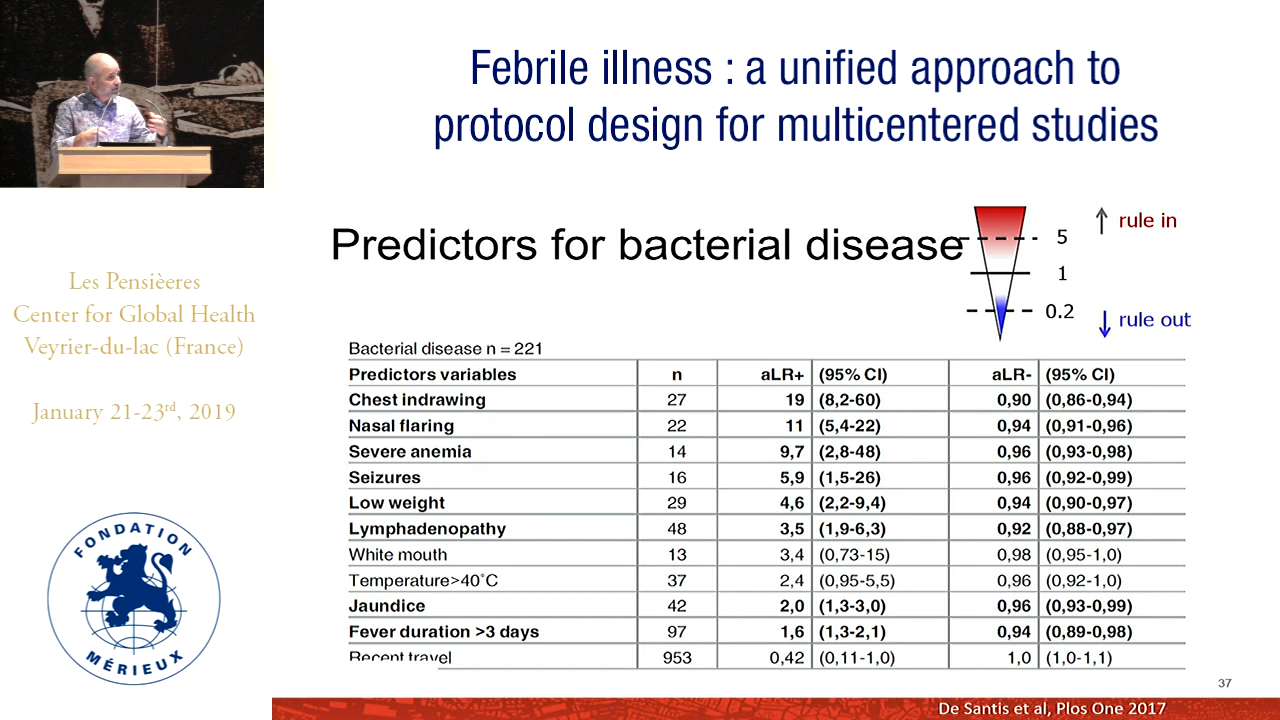 Febrile illness : a unified approach to
protocol design for multicentered studies
Les Pensièeres
Center for Global Health
Veyrier-du-lac (France)
January 21-23rd, 2019
FONDATION
MÉRIEUX
Predictors for bacterial disease
5
1
0.2
rule in
rule out
Bacterial disease n = 221
Predictors variables n aLR+ (95% CI) aLR- (95% CI)
Chest indrawing 27 19 (8,2-60) 0,90 (0,86-0,94)
Nasal flaring 22 11 (5,4-22) 0,94 (0,91-0,96)
Severe anemia 14 9,7 (2,8-48) 0,96 (0,93-0,98)
Seizures 16 5,9 (1,5-26) 0,96 (0,92-0,99)
Low weight 29 4,6 (2,2-9,4) 0,94 (0,90-0,97)
Lymphadenopathy 48 3,5 (1,9-6,3) 0,92 (0,88-0,97)
White mouth 13 3,4 (0,73-15) 0,98 (0,95-1,0)
Temperature>40°C 37 2,4 (0,95-5,5) 0,96 (0,92-1,0)
Jaundice 42 2,0 (1,3-3,0) 0,96 (0,93-0,99)
Fever duration >3 days 97 1,6 (1,3-2,1) 0,94 (0,89-0,98)
Recent travel 953 0,42 (0,11-1,0) 1,0 (1,0-1,1)
37
De Santis et al, Plos One 2017